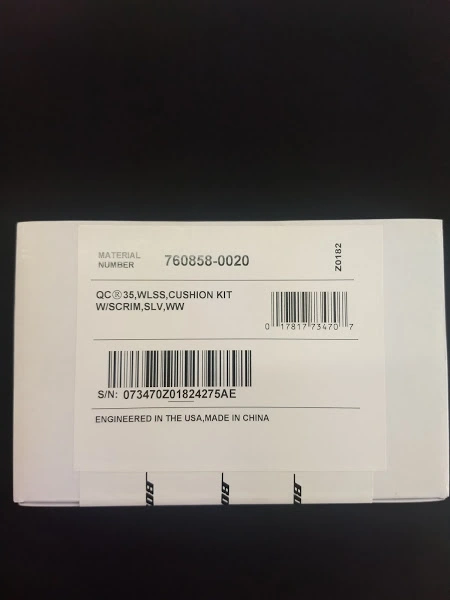 MATERIAL
NUMBER
760858-0020
Z0182
QC®35,WLSS,CUSHION KIT
W/SCRIM,SLV,WW
0 17817 73470 7
S/N: 073470Z01824275AE
ENGINEERED IN THE USA,MADE IN CHINA